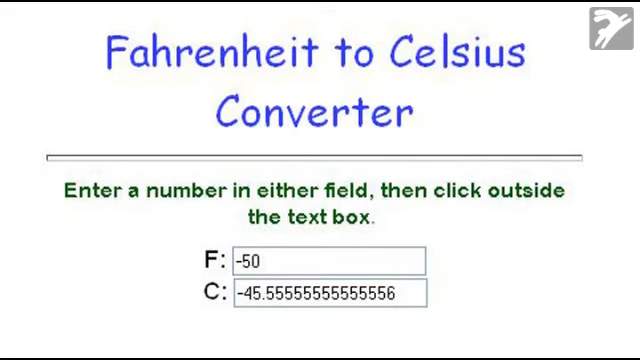 Fahrenheit to Celsius
Converter
Enter a number in either field, then click outside
the text box.
F: -50
C: -45.55555555555556